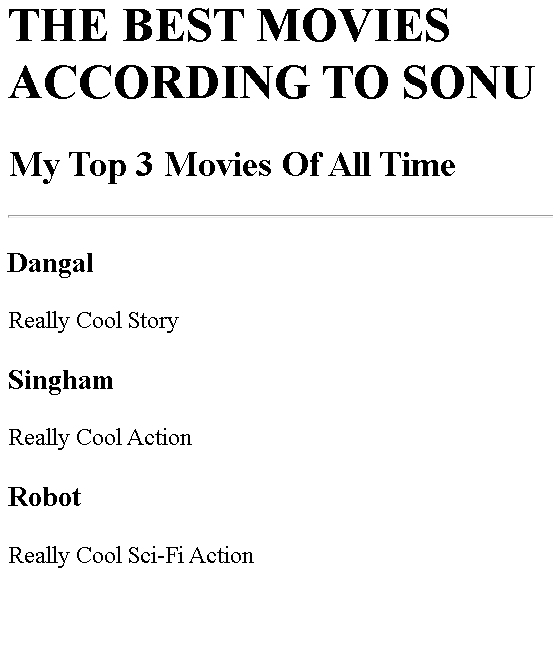 THE BEST MOVIES
ACCORDING TO SONU
My Top 3 Movies Of All Time
Dangal
Really Cool Story
Singham
Really Cool Action
Robot
Really Cool Sci-Fi Action